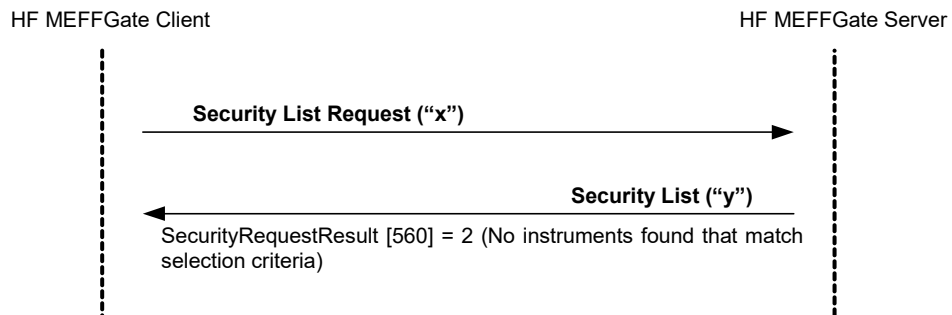 HF MEFFGate Client
HF MEFFGate Server
Security List Request (“x”)
Security List (“y”)
SecurityRequestResult [560] = 2 (No instruments found that match
selection criteria)